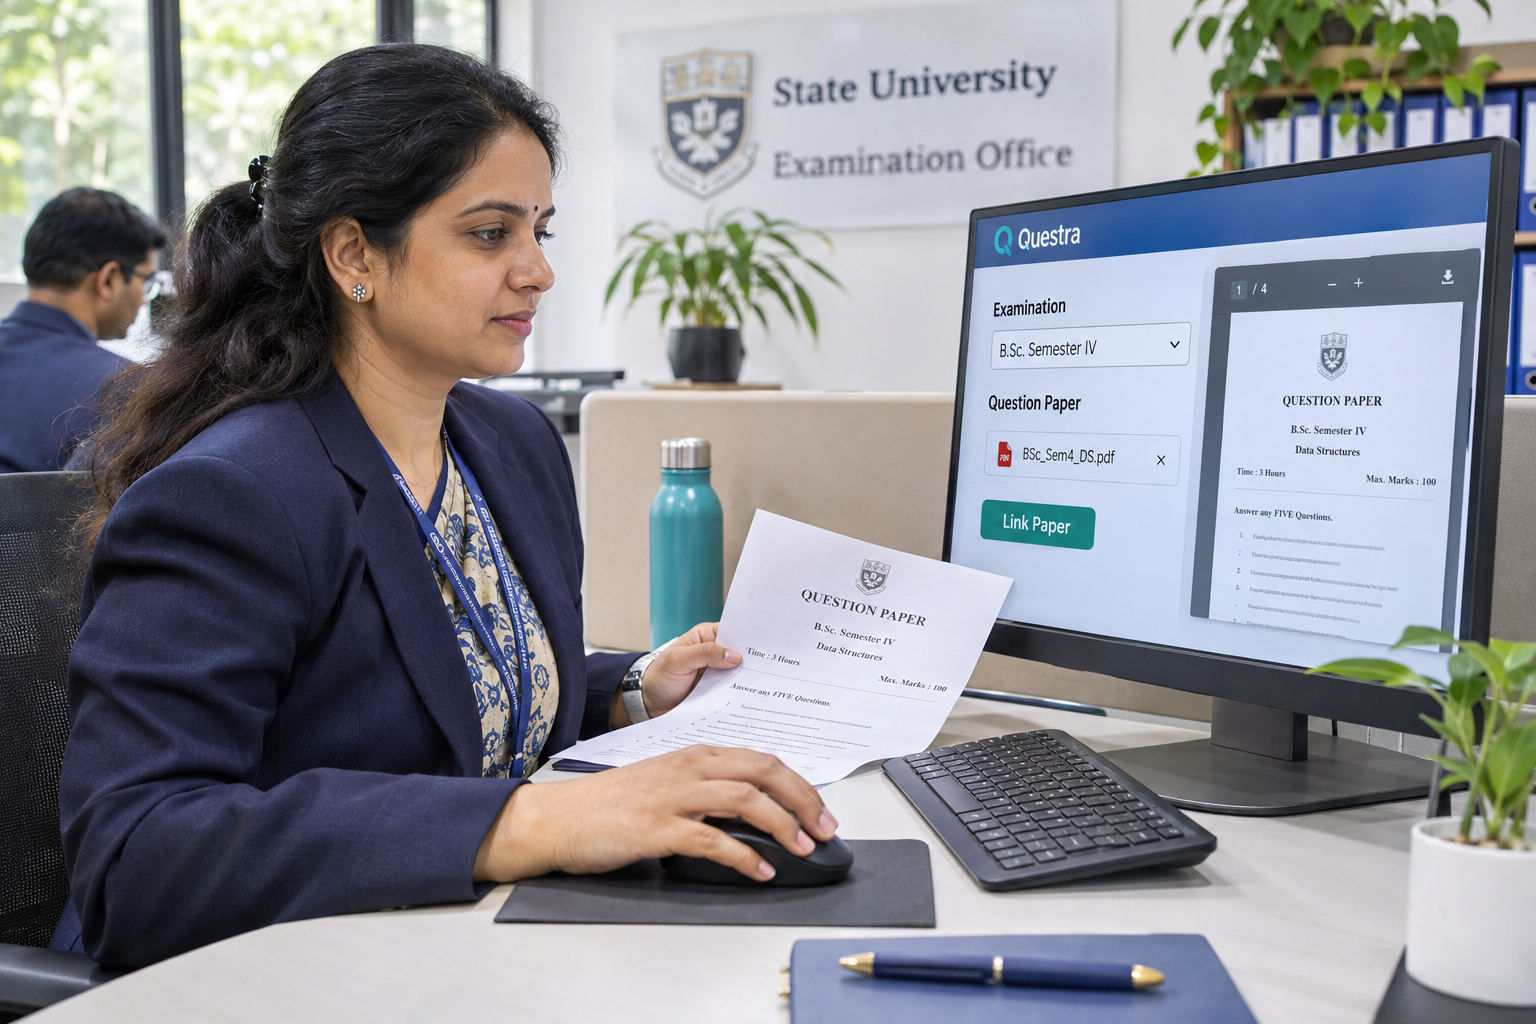 State University
Examination Office
Questra
Examination
B.Sc. Semester IV
Question Paper
PDF
BSc_Sem4_DS.pdf
Link Paper
1 / 4
QUESTION PAPER
B.Sc. Semester IV
Data Structures
Time : 3 Hours
Max. Marks : 100
Answer any FIVE Questions.
QUESTION PAPER
B.Sc. Semester IV
Data Structures
Time : 3 Hours
Max. Marks : 100
Answer any FIVE Questions.